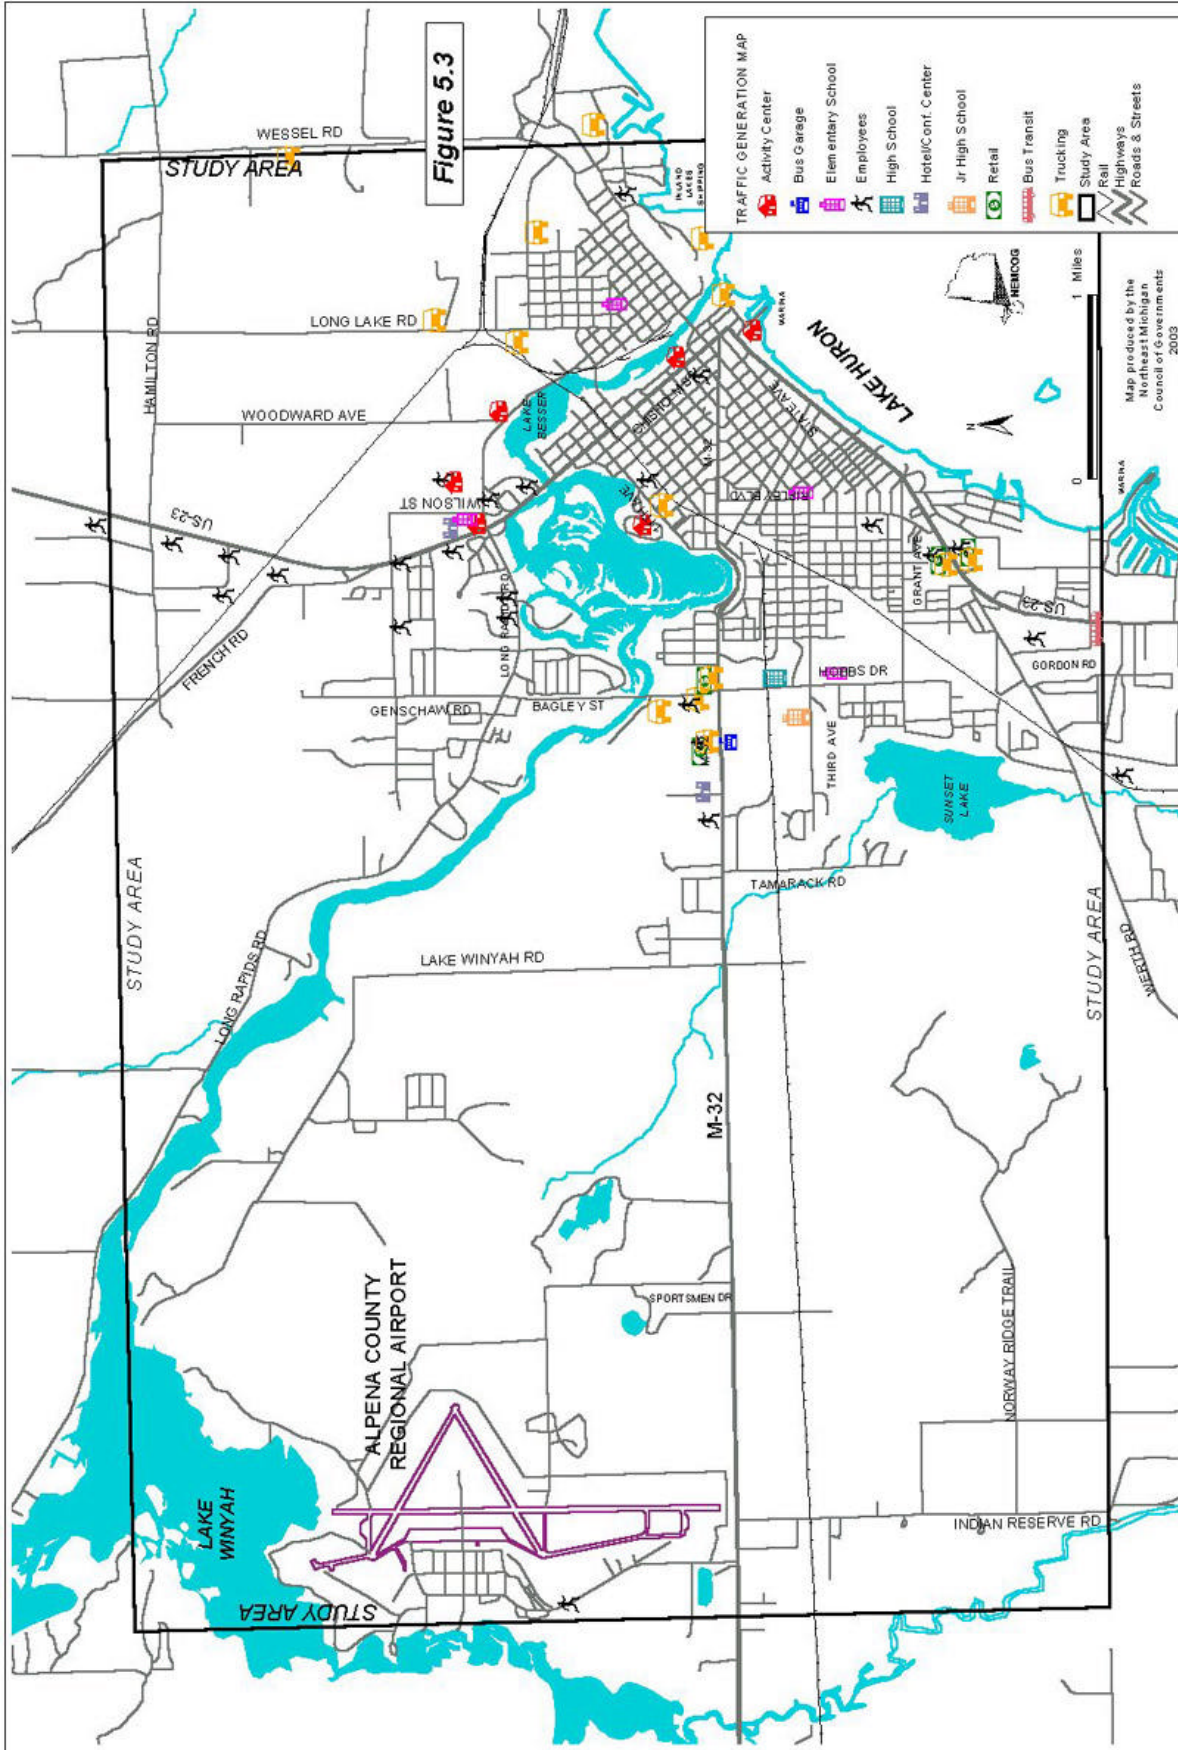 Figure 5.3
WESSEL RD
STUDY AREA
HAMILTON RD
LONG LAKE RD
WOODWARD AVE
LAKE
BESSER
INLAND
LAKES
SHIPPING
MARINA
US-23
WILSON ST
FRENCH RD
GENSCHAW RD
BAGLEY ST
M-32
STATE AVE
RIPLEY BLVD
LAKE HURON
GRANT AVE
US-23
GORDON RD
HOBBS DR
THIRD AVE
SUNSET
LAKE
MARINA
TAMARACK RD
WERTH RD
STUDY AREA
STUDY AREA
LONG RAPIDS RD
LAKE WINYAH RD
M-32
SPORTSMEN DR
NORWAY RIDGE TRAIL
INDIAN RESERVE RD
ALPENA COUNTY
REGIONAL AIRPORT
LAKE
WINYAH
STUDY AREA
TRAFFIC GENERATION MAP
Activity Center
Bus Garage
Elementary School
Employees
High School
Hotel/Conf. Center
Jr High School
Retail
Bus Transit
Trucking
Study Area
Rail
Highways
Roads & Streets
NEMCOG
N
0 1 Miles
Map produced by the
Northeast Michigan
Council of Governments
2003